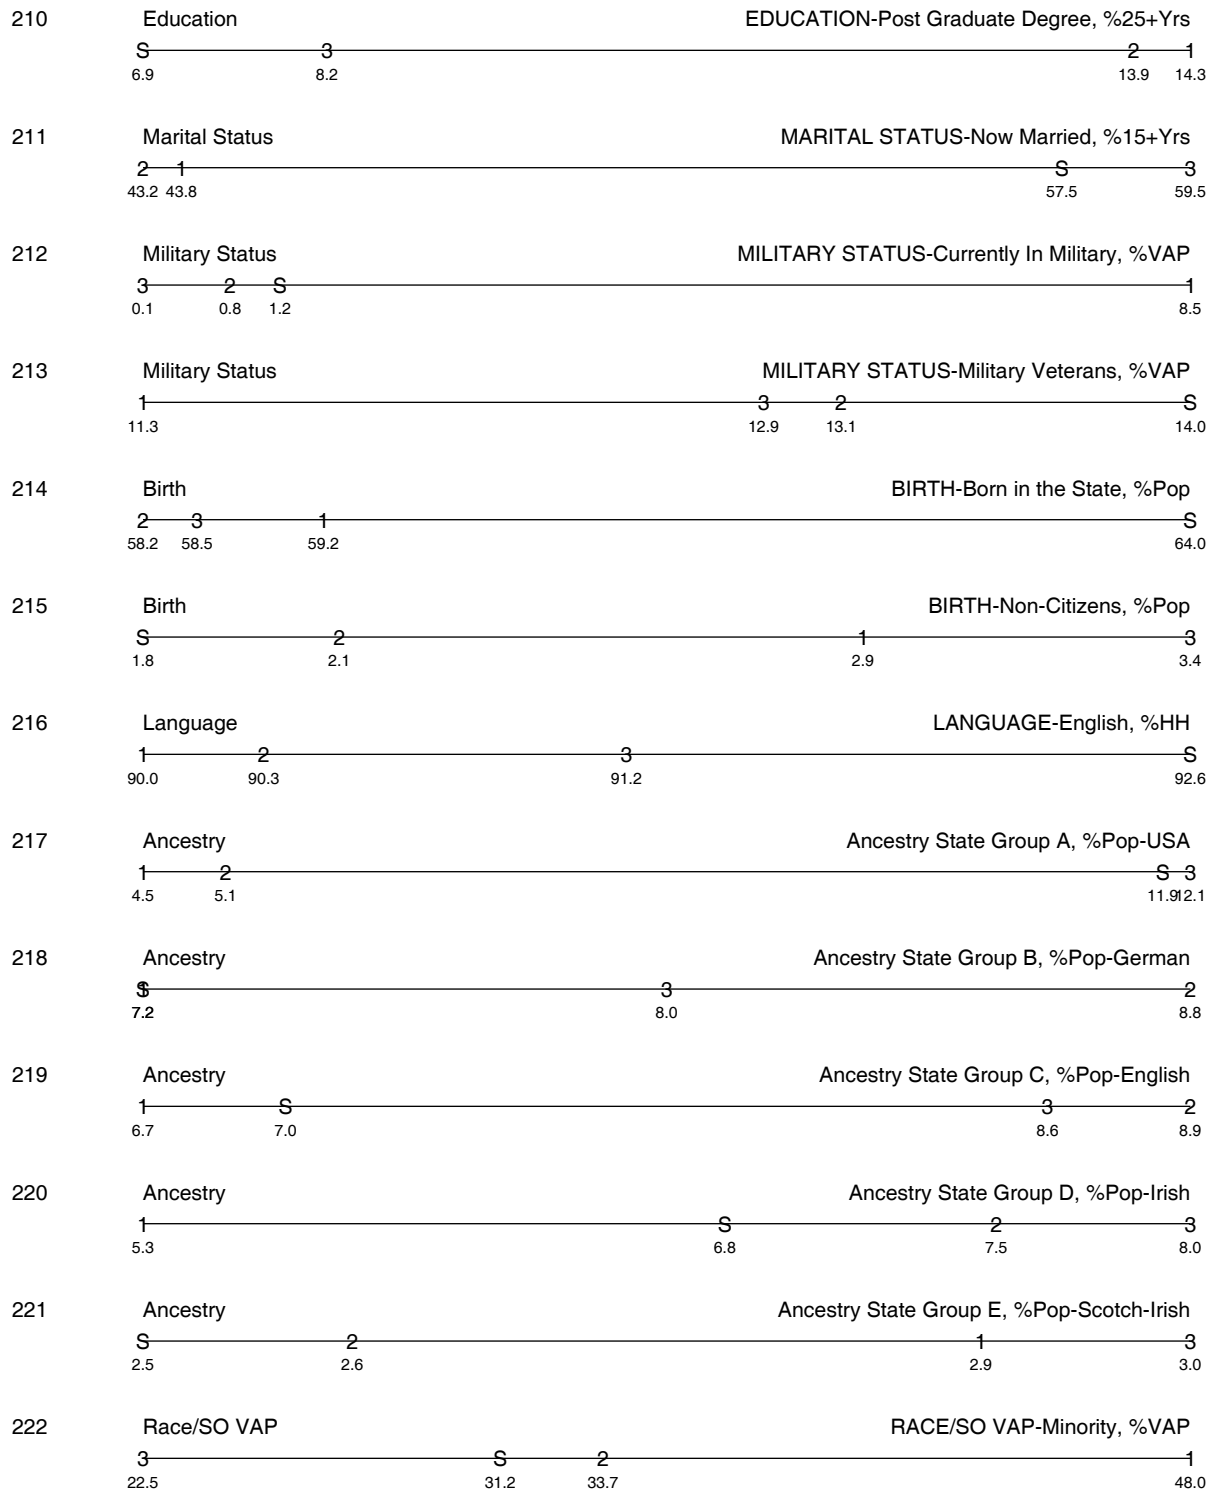 210 Education EDUCATION-Post Graduate Degree, %25+Yrs
S 3 2 1
6.9 8.2 13.9 14.3
211 Marital Status MARITAL STATUS-Now Married, %15+Yrs
2 1 S 3
43.2 43.8 57.5 59.5
212 Military Status MILITARY STATUS-Currently In Military, %VAP
3 2 S 1
0.1 0.8 1.2 8.5
213 Military Status MILITARY STATUS-Military Veterans, %VAP
1 3 2 S
11.3 12.9 13.1 14.0
214 Birth BIRTH-Born in the State, %Pop
2 3 1 S
58.2 58.5 59.2 64.0
215 Birth BIRTH-Non-Citizens, %Pop
S 2 1 3
1.8 2.1 2.9 3.4
216 Language LANGUAGE-English, %HH
1 2 3 S
90.0 90.3 91.2 92.6
217 Ancestry Ancestry State Group A, %Pop-USA
1 2 S 3
4.5 5.1 11.9 12.1
218 Ancestry Ancestry State Group B, %Pop-German
1 S 3 2
7.2 8.0 8.8
219 Ancestry Ancestry State Group C, %Pop-English
1 S 3 2
6.7 7.0 8.6 8.9
220 Ancestry Ancestry State Group D, %Pop-Irish
1 S 2 3
5.3 6.8 7.5 8.0
221 Ancestry Ancestry State Group E, %Pop-Scotch-Irish
S 2 1 3
2.5 2.6 2.9 3.0
222 Race/SO VAP RACE/SO VAP-Minority, %VAP
3 S 2 1
22.5 31.2 33.7 48.0